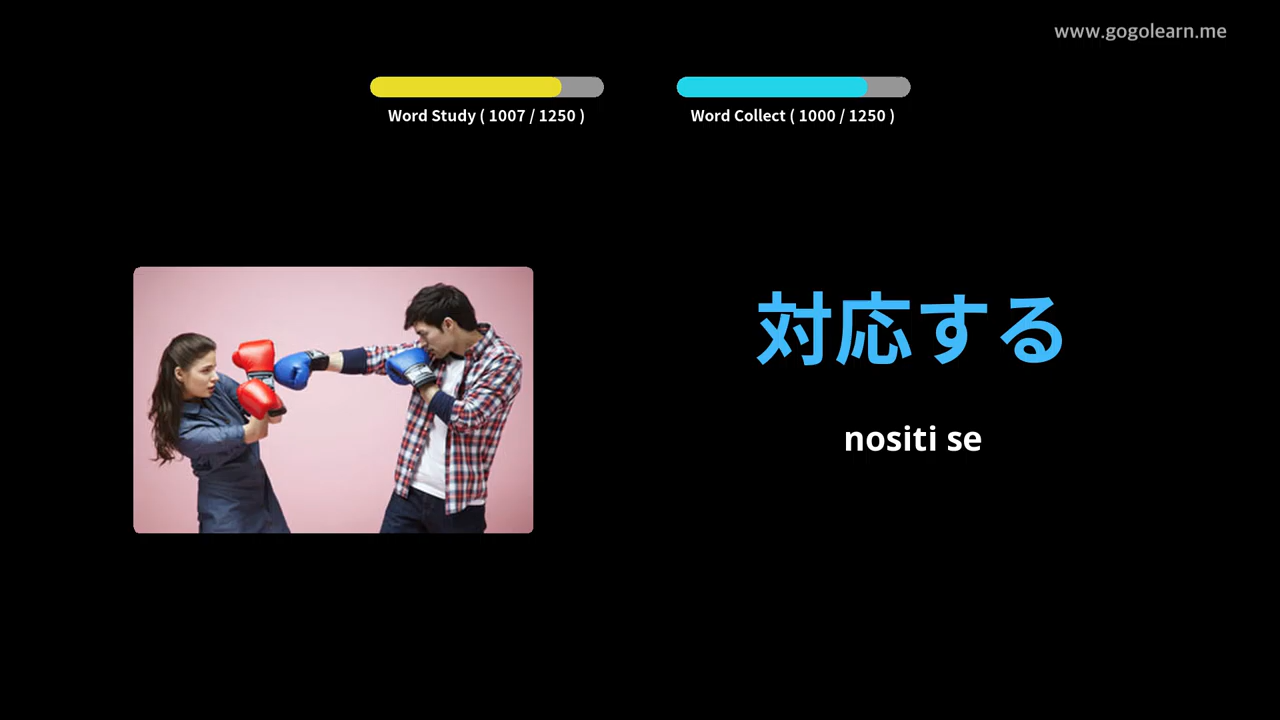 www.gogolearn.me
Word Study ( 1007 / 1250 )
Word Collect ( 1000 / 1250 )
対応する
nositi se